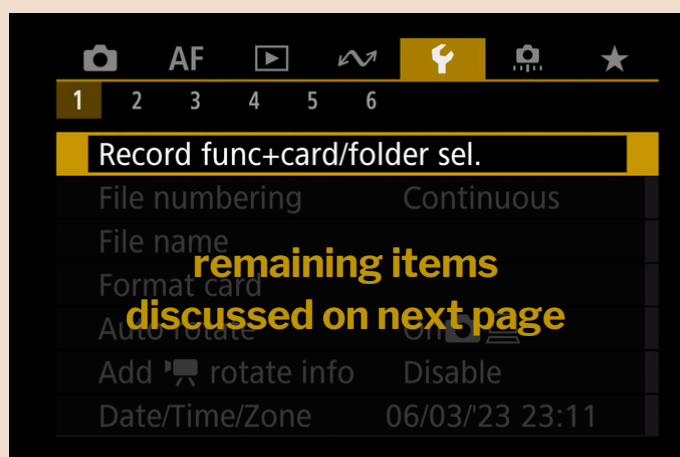 AF
1 2 3 4 5 6
Record func+card/folder sel.
File numbering Continuous
File name
remaining items
Format card
discussed on next page
Auto rotate On
Add rotate info Disable
Date/Time/Zone 06/03/'23 23:11